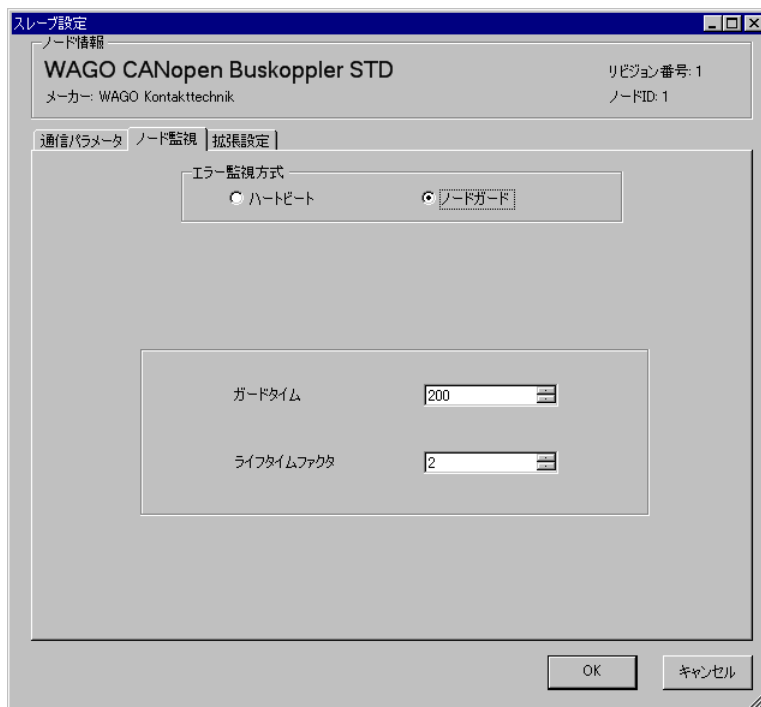 スレーブ設定
ノード情報
WAGO CANopen Buskoppler STD
リビジョン番号: 1
メーカー: WAGO Kontakttechnik
ノードID: 1
通信パラメータ ノード監視 拡張設定
エラー監視方式
ハートビート ノードガード
ガードタイム 200
ライフタイムファクタ 2
OK キャンセル